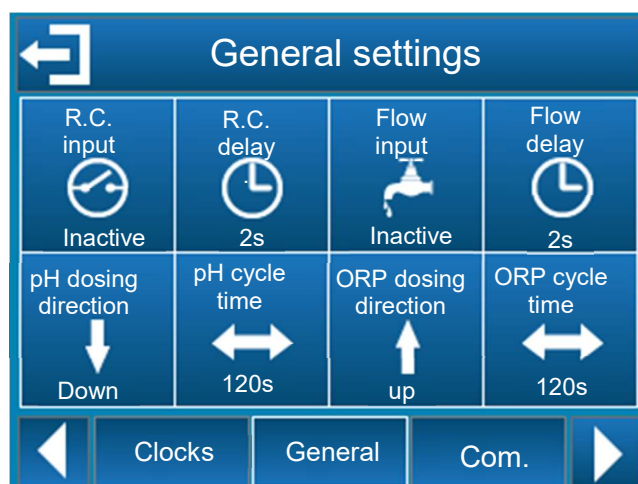 General settings
R.C.
input
Inactive
R.C.
delay
2s
Flow
input
Inactive
Flow
delay
2s
pH dosing
direction
Down
pH cycle
time
120s
ORP dosing
direction
up
ORP cycle
time
120s
Clocks
General
Com.